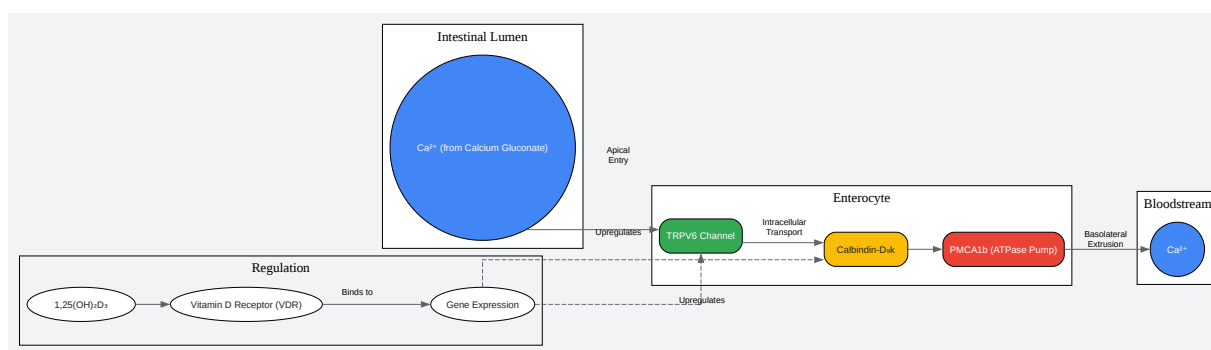 Intestinal Lumen
Ca²⁺ (from Calcium Gluconate)
Apical
Entry
Upregulates
Enterocyte
TRPV6 Channel
Intracellular
Transport
Calbindin-D₉k
PMCA1b (ATPase Pump)
Basolateral
Extrusion
Bloodstream
Ca²⁺
Regulation
1,25(OH)₂D₃
Vitamin D Receptor (VDR)
Binds to
Gene Expression
Upregulates